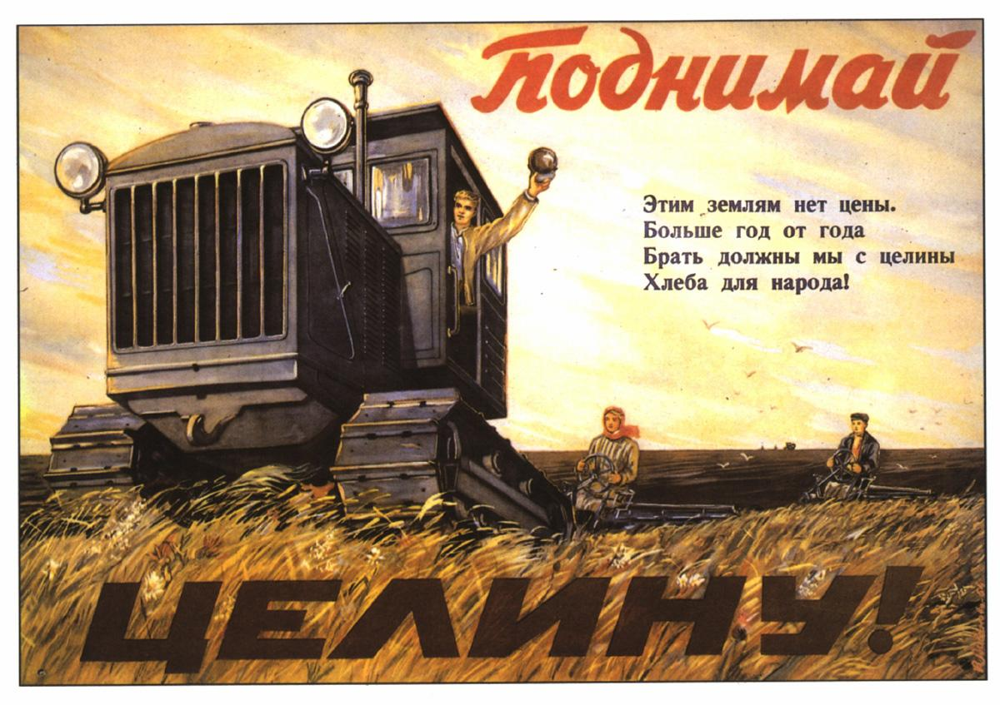 Поднимай
Этим землям нет цены.
Больше год от года
Брать должны мы с целины
Хлеба для народа!
ЦЕЛИНУ!